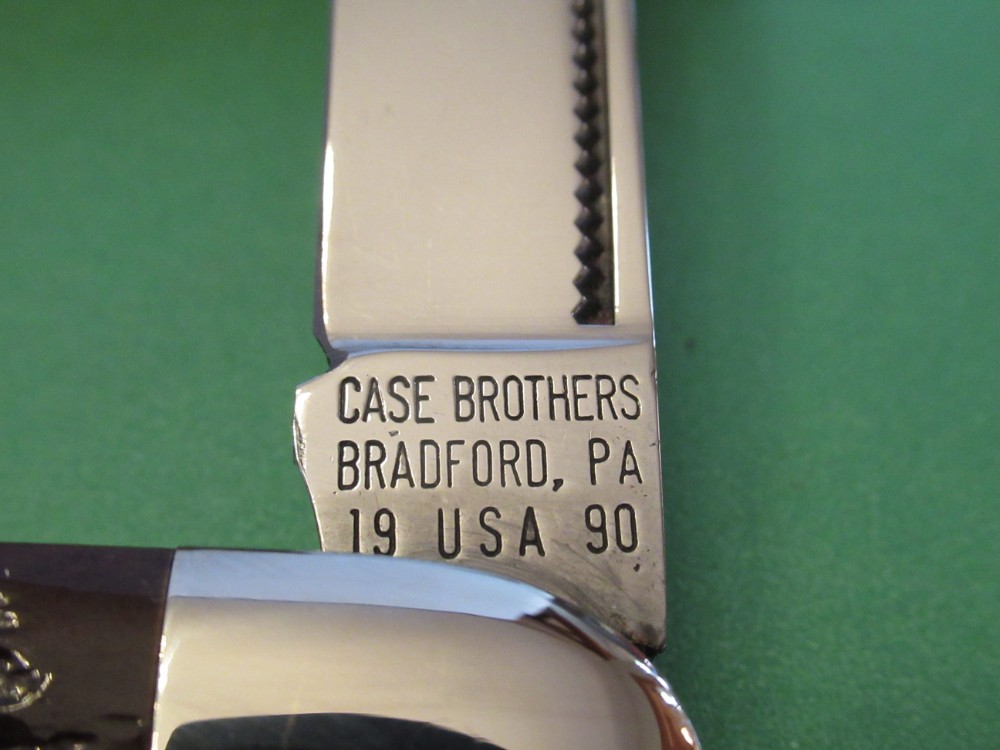 CASE BROTHERS
BRADFORD, PA
19 USA 90